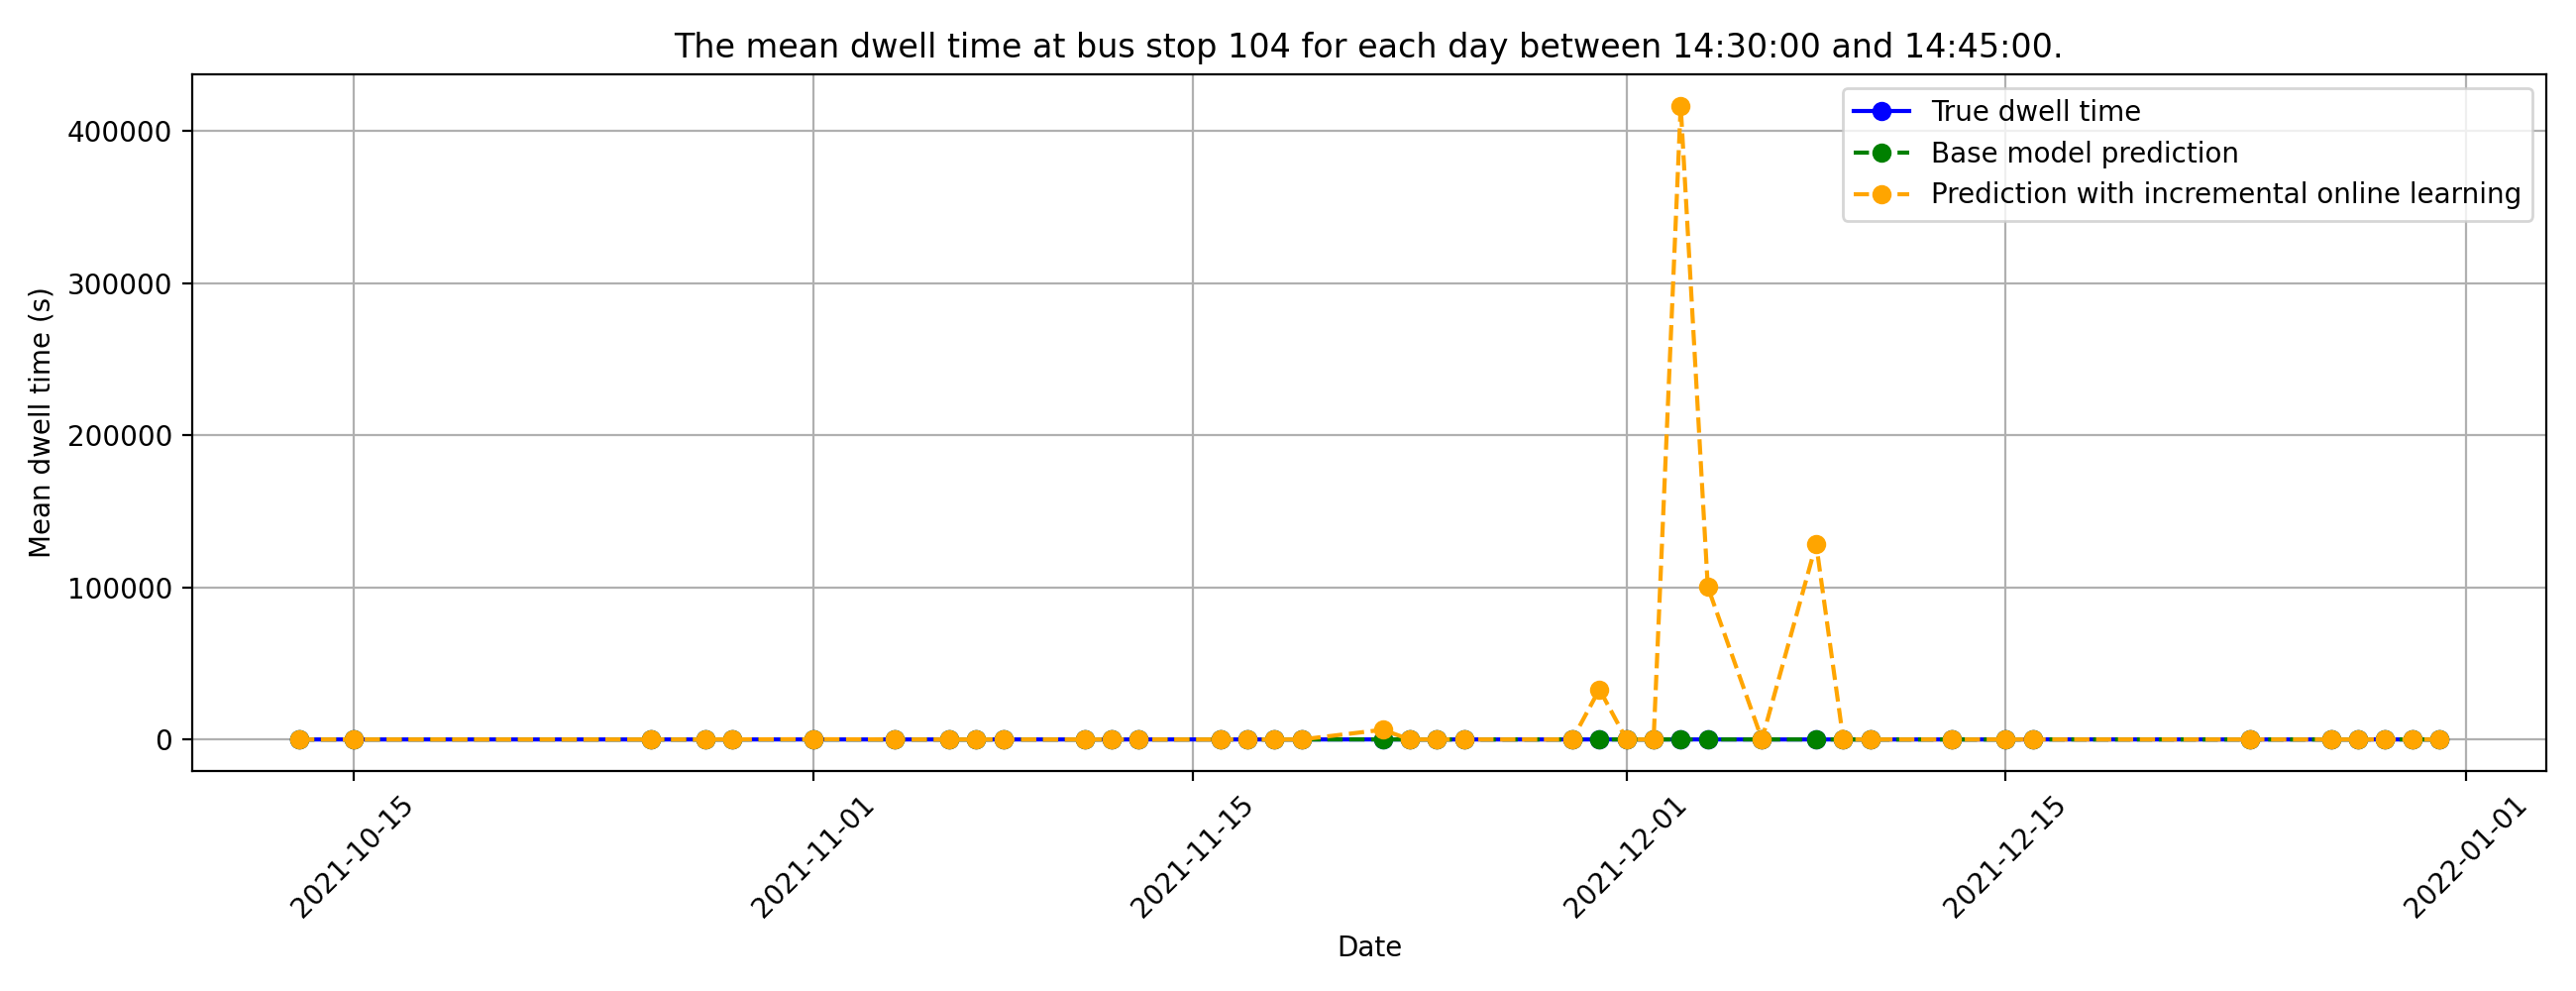 The mean dwell time at bus stop 104 for each day between 14:30:00 and 14:45:00.
True dwell time
Base model prediction
Prediction with incremental online learning
Mean dwell time (s)
400000
300000
200000
100000
0
2021-10-15
2021-11-01
2021-11-15
2021-12-01
2021-12-15
2022-01-01
Date